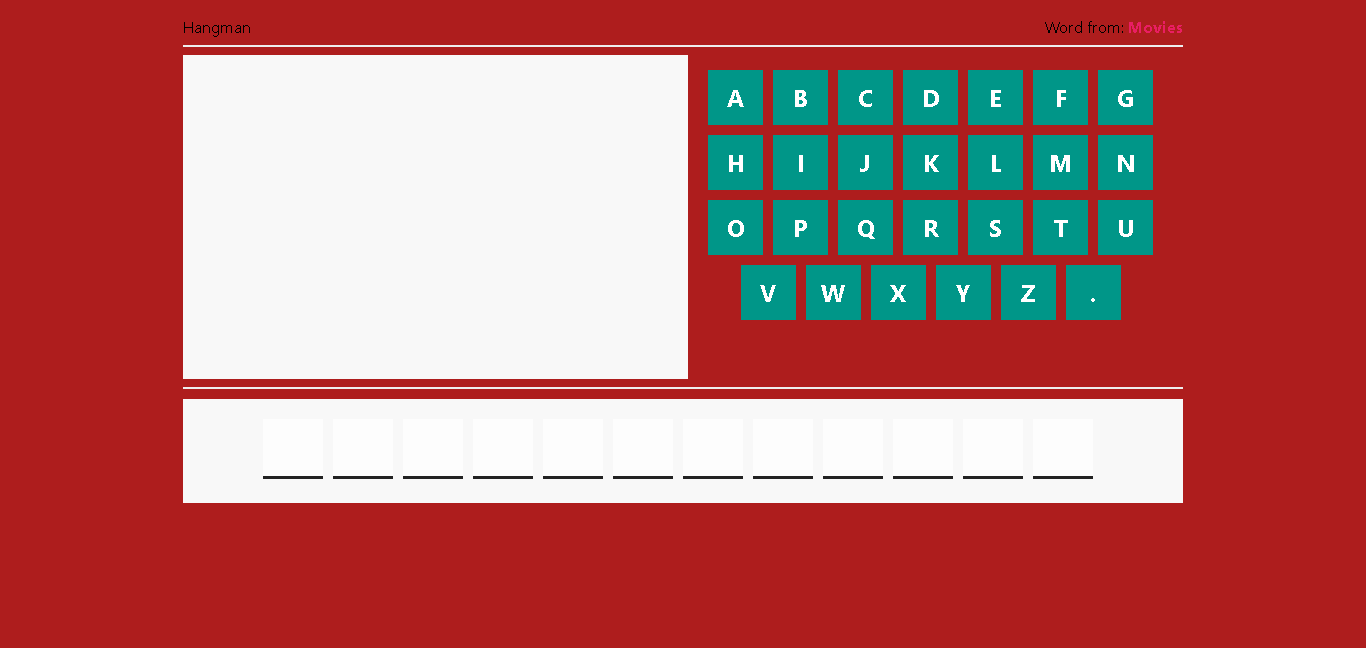 Hangman
Word from: Movies
A B C D E F G
H I J K L M N
O P Q R S T U
V W X Y Z .